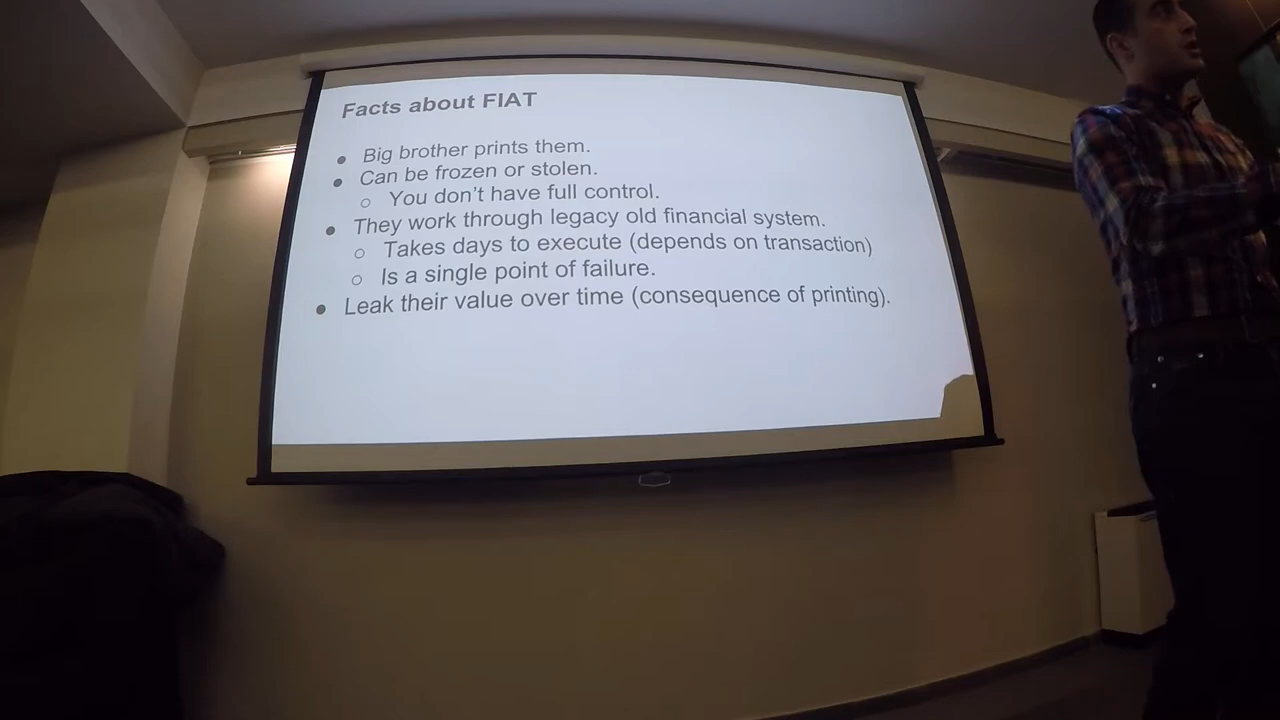 Facts about FIAT
● Big brother prints them.
● Can be frozen or stolen.
○ You don't have full control.
● They work through legacy old financial system.
○ Takes days to execute (depends on transaction)
○ Is a single point of failure.
● Leak their value over time (consequence of printing).